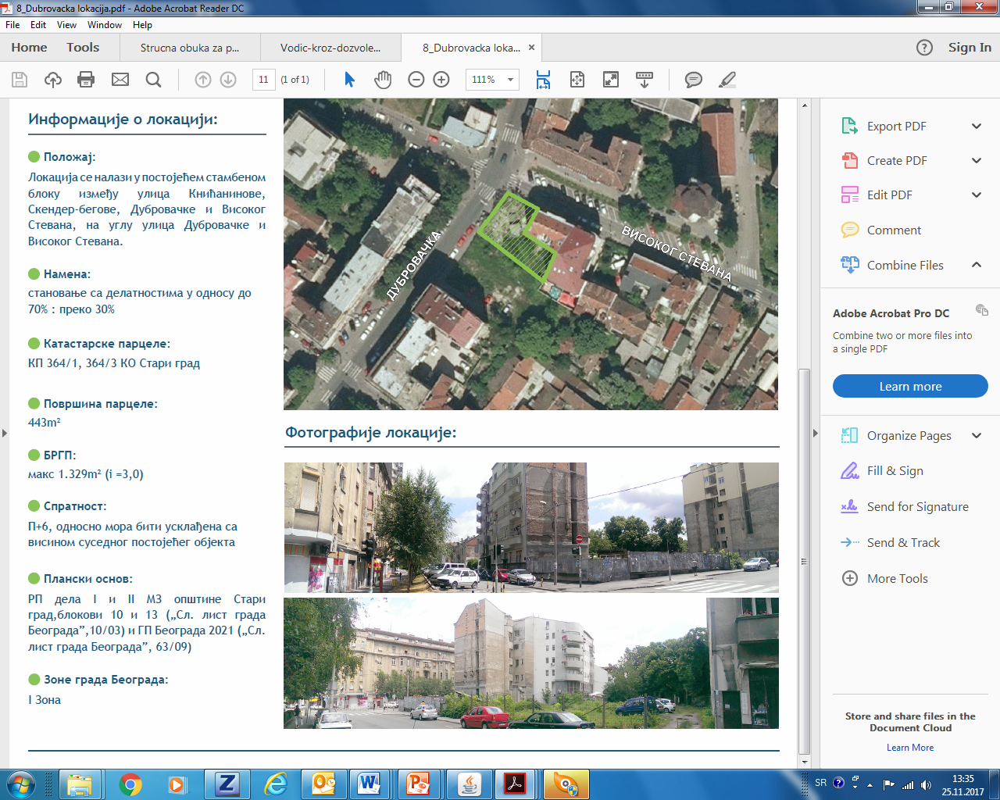 8_Dubrovacka lokacija.pdf - Adobe Acrobat Reader DC
File Edit View Window Help
Home Tools Strucna obuka za p... Vodic-kroz-dozvole... 8_Dubrovacka loka... × ? Sign In
11 (1 of 1) 111%
Информације о локацији:
Положај:
Локација се налази у постојећем стамбеном
блоку између улица Книћанинове,
Скендер-бегове, Дубровачке и Високог
Стевана, на углу улица Дубровачке и
Високог Стевана.
Намена:
становање са делатностима у односу до
70% : преко 30%
Катастарске парцеле:
КП 364/1, 364/3 КО Стари град
Површина парцеле:
443m²
БРГП:
макс 1.329m² (i =3,0)
Спратност:
П+6, односно мора бити усклађена са
висином суседног постојећег објекта
Плански основ:
РП дела I и II МЗ општине Стари
град,блокови 10 и 13 („Сл. лист града
Београда”,10/03) и ГП Београда 2021 („Сл.
лист града Београда”, 63/09)
Зоне града Београда:
I Зона
ДУБРОВАЧКА
ВИСОКОГ СТЕВАНА
Фотографије локације:
Export PDF
Create PDF
Edit PDF
Comment
Combine Files
Adobe Acrobat Pro DC
Combine two or more files into
a single PDF
Learn more
Organize Pages
Fill & Sign
Send for Signature
Send & Track
More Tools
Store and share files in the
Document Cloud
Learn More
SR
13:35
25.11.2017